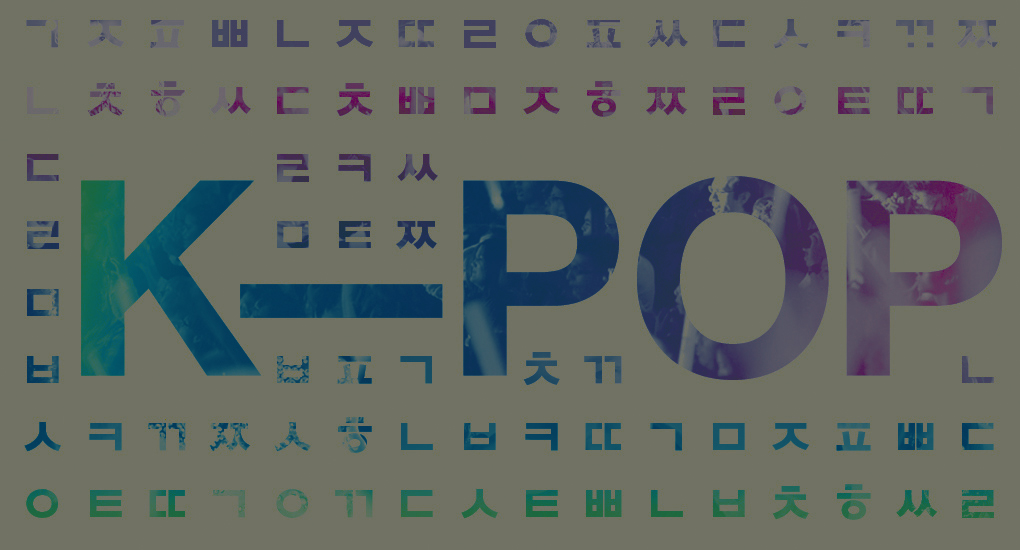 ㄱ ㅈ ㅍ ㅃ ㄴ ㅈ ㄸ ㄹ ㅇ ㅍ ㅆ ㄷ ㅅ ㅋ ㄲ ㅉ
ㄴ ㅊ ㅎ ㅅ ㄷ ㅊ ㅃ ㅁ ㅈ ㅎ ㅉ ㄹ ㅇ ㅌ ㄸ ㄱ
ㄷ ㄹ ㅋ ㅆ
ㄹ ㅁ ㅌ ㅉ
K-POP
ㅁ
ㅂ ㅂ ㅍ ㄱ ㅊ ㄲ ㄴ
ㅅ ㅋ ㄲ ㅉ ㅅ ㅎ ㄴ ㅂ ㅋ ㄸ ㄱ ㅁ ㅈ ㅍ ㅃ ㄷ
ㅇ ㅌ ㄸ ㄱ ㅇ ㄲ ㄷ ㅅ ㅌ ㅃ ㄴ ㅂ ㅊ ㅎ ㅆ ㄹ